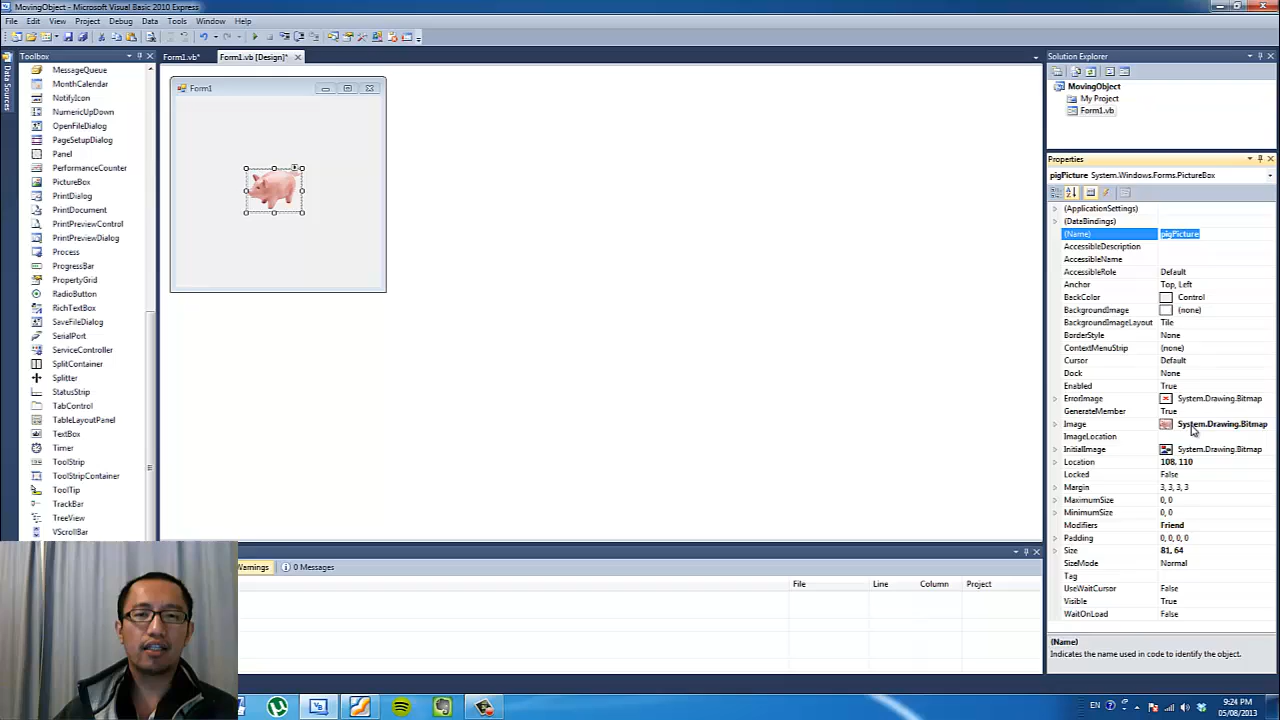 MovingObject - Microsoft Visual Basic 2010 Express
File Edit View Project Debug Data Tools Window Help
Toolbox
MessageQueue
MonthCalendar
NotifyIcon
NumericUpDown
OpenFileDialog
PageSetupDialog
Panel
PerformanceCounter
PictureBox
PrintDialog
PrintDocument
PrintPreviewControl
PrintPreviewDialog
Process
ProgressBar
PropertyGrid
RadioButton
RichTextBox
SaveFileDialog
SerialPort
ServiceController
SplitContainer
Splitter
StatusStrip
TabControl
TableLayoutPanel
TextBox
Timer
ToolStrip
ToolStripContainer
ToolTip
TrackBar
TreeView
VScrollBar
Data Sources
Form1.vb* Form1.vb [Design]*
Form1
Warnings 0 Messages
File Line Column Project
Solution Explorer
MovingObject
My Project
Form1.vb
Properties
pigPicture System.Windows.Forms.PictureBox
(ApplicationSettings)
(DataBindings)
(Name) pigPicture
AccessibleDescription
AccessibleName
AccessibleRole Default
Anchor Top, Left
BackColor Control
BackgroundImage (none)
BackgroundImageLayout Tile
BorderStyle None
ContextMenuStrip (none)
Cursor Default
Dock None
Enabled True
ErrorImage System.Drawing.Bitmap
GenerateMember True
Image System.Drawing.Bitmap
ImageLocation
InitialImage System.Drawing.Bitmap
Location 108, 110
Locked False
Margin 3, 3, 3, 3
MaximumSize 0, 0
MinimumSize 0, 0
Modifiers Friend
Padding 0, 0, 0, 0
Size 81, 64
SizeMode Normal
Tag
UseWaitCursor False
Visible True
WaitOnLoad False
(Name)
Indicates the name used in code to identify the object.
EN
9:24 PM
05/08/2013